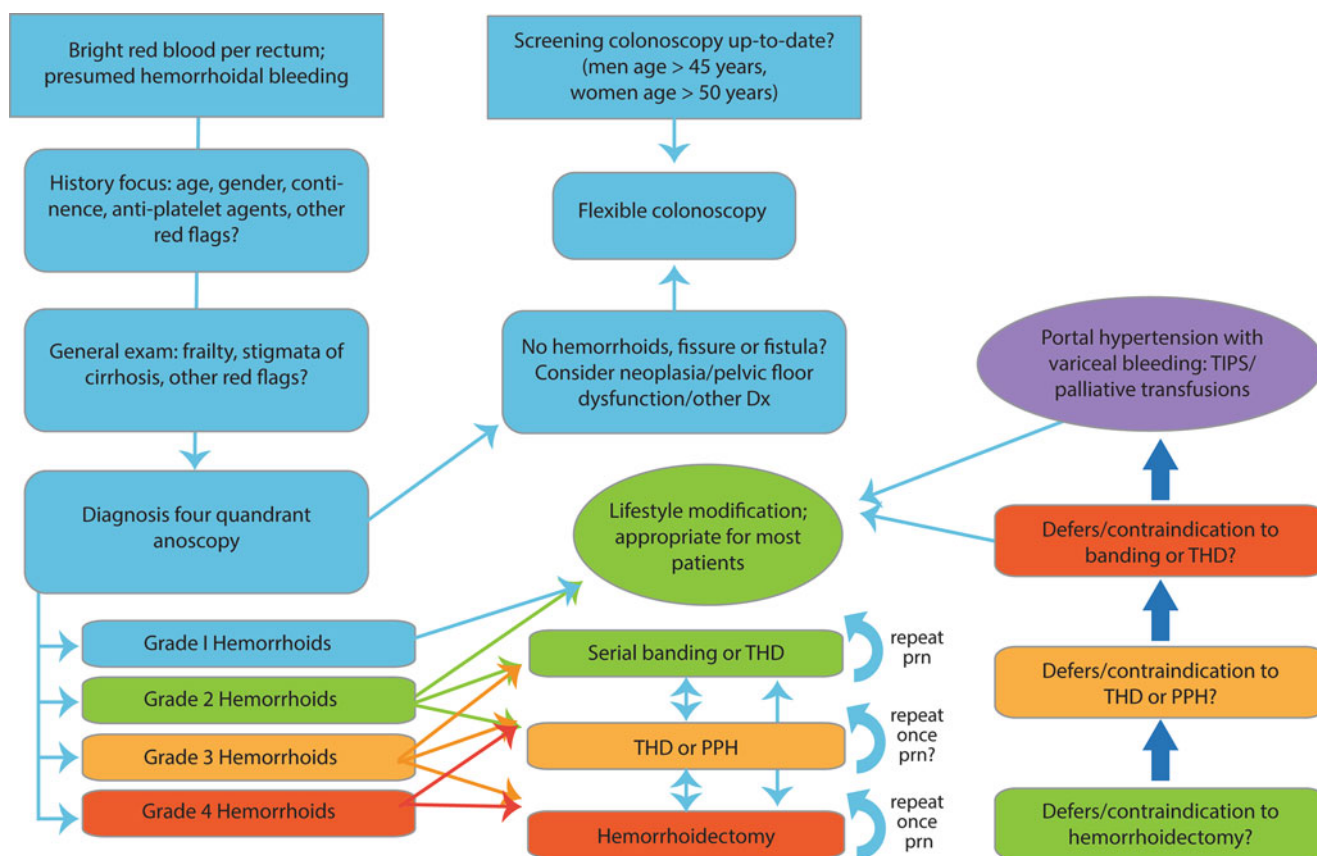 Bright red blood per rectum;
presumed hemorrhoidal bleeding
Screening colonoscopy up-to-date?
(men age > 45 years,
women age > 50 years)
History focus: age, gender, conti-
nence, anti-platelet agents, other
red flags?
Flexible colonoscopy
General exam: frailty, stigmata of
cirrhosis, other red flags?
No hemorrhoids, fissure or fistula?
Consider neoplasia/pelvic floor
dysfunction/other Dx
Portal hypertension with
variceal bleeding: TIPS/
palliative transfusions
Diagnosis four quandrant
anoscopy
Lifestyle modification;
appropriate for most
patients
Defers/contraindication to
banding or THD?
Grade I Hemorrhoids
Grade 2 Hemorrhoids
Grade 3 Hemorrhoids
Grade 4 Hemorrhoids
Serial banding or THD
repeat
prn
THD or PPH
repeat
once
prn?
Hemorrhoidectomy
repeat
once
prn
Defers/contraindication to
THD or PPH?
Defers/contraindication to
hemorrhoidectomy?